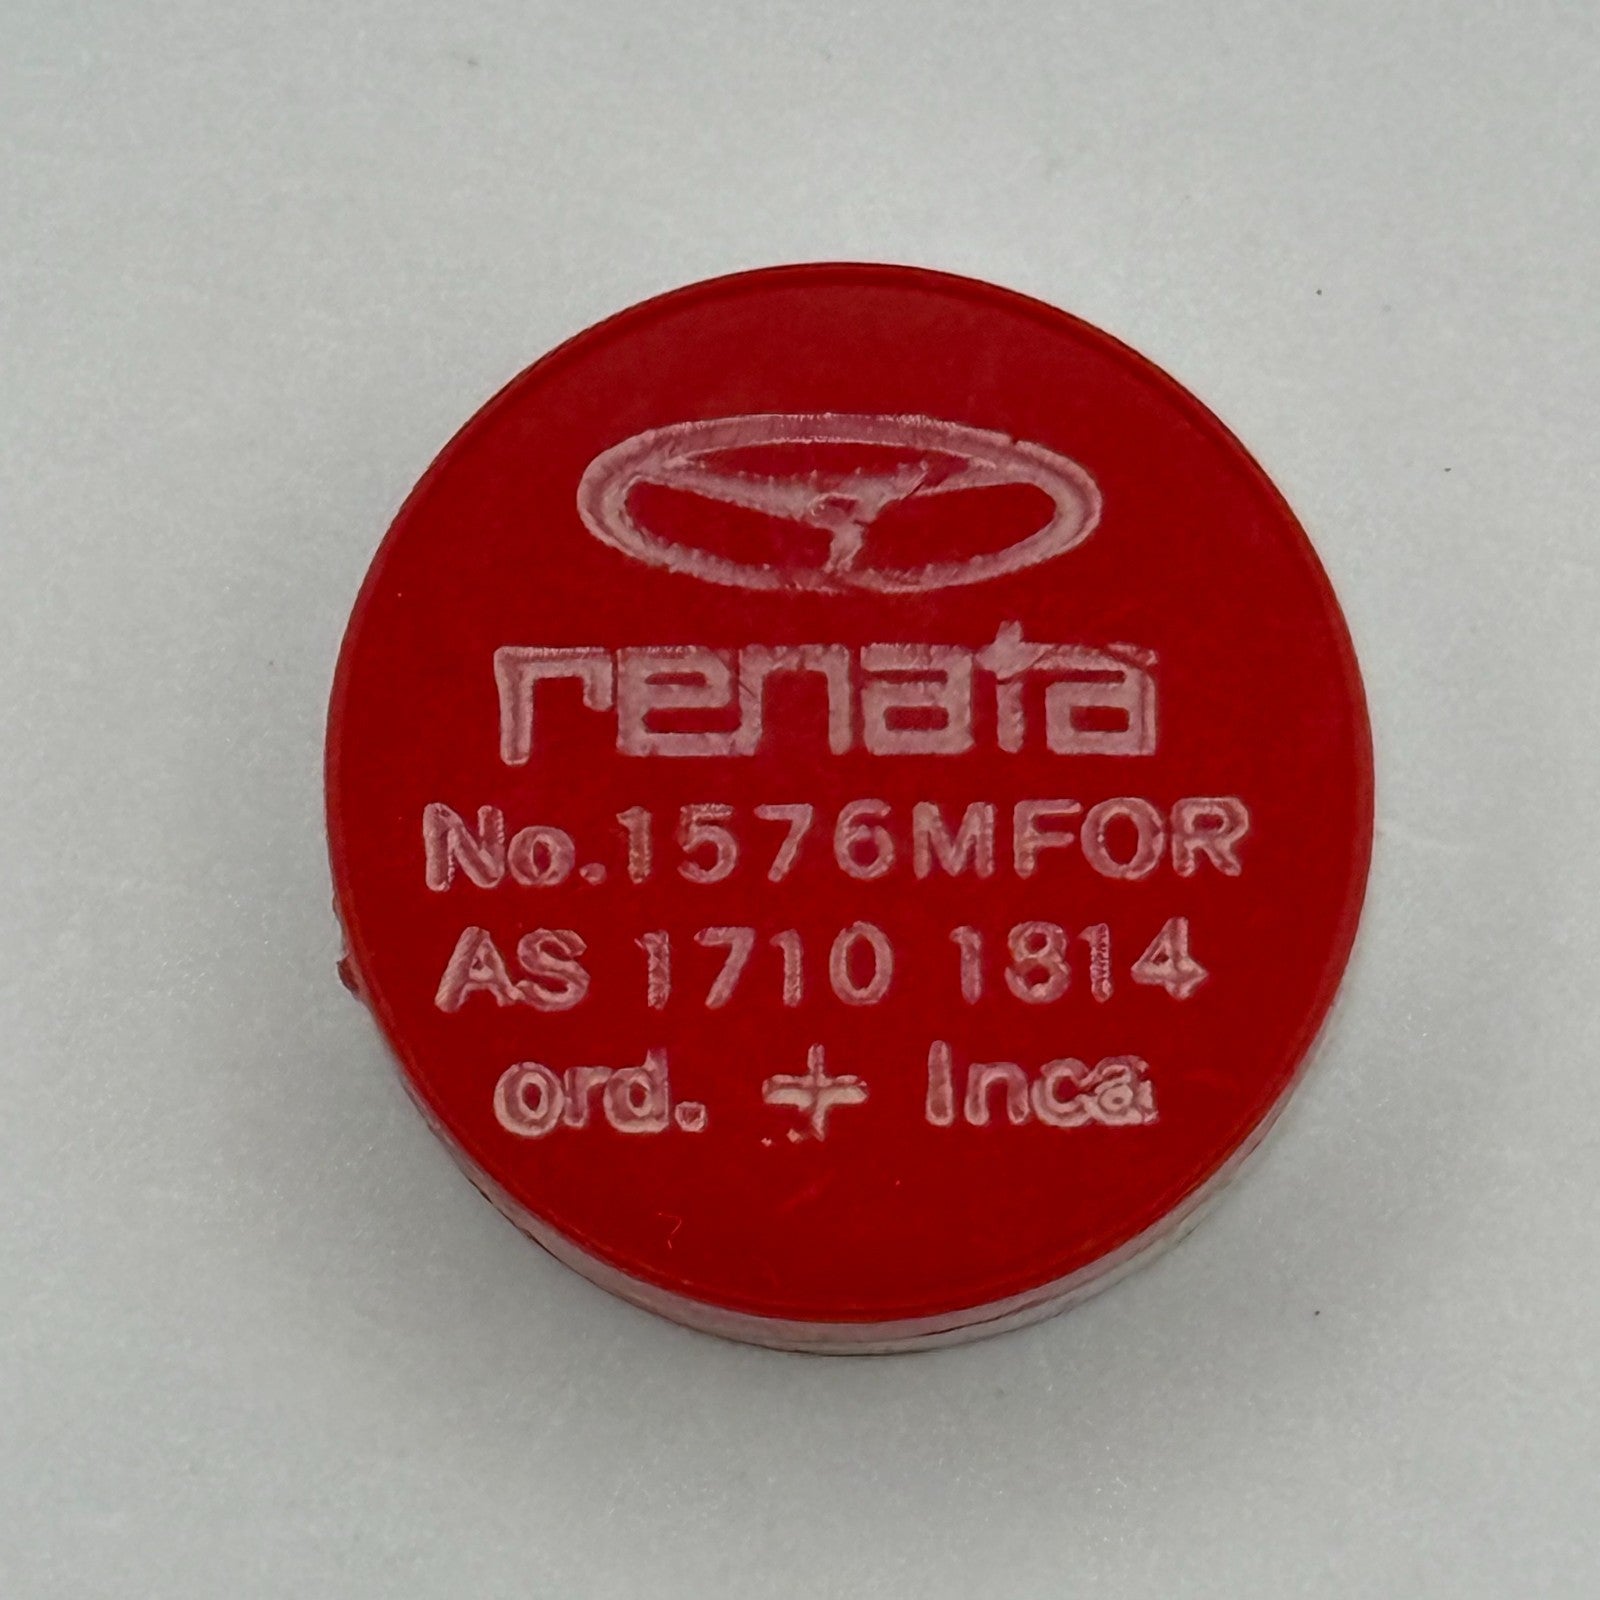 renata
No.1576MFOR
AS 1710 1814
ord. + Inca